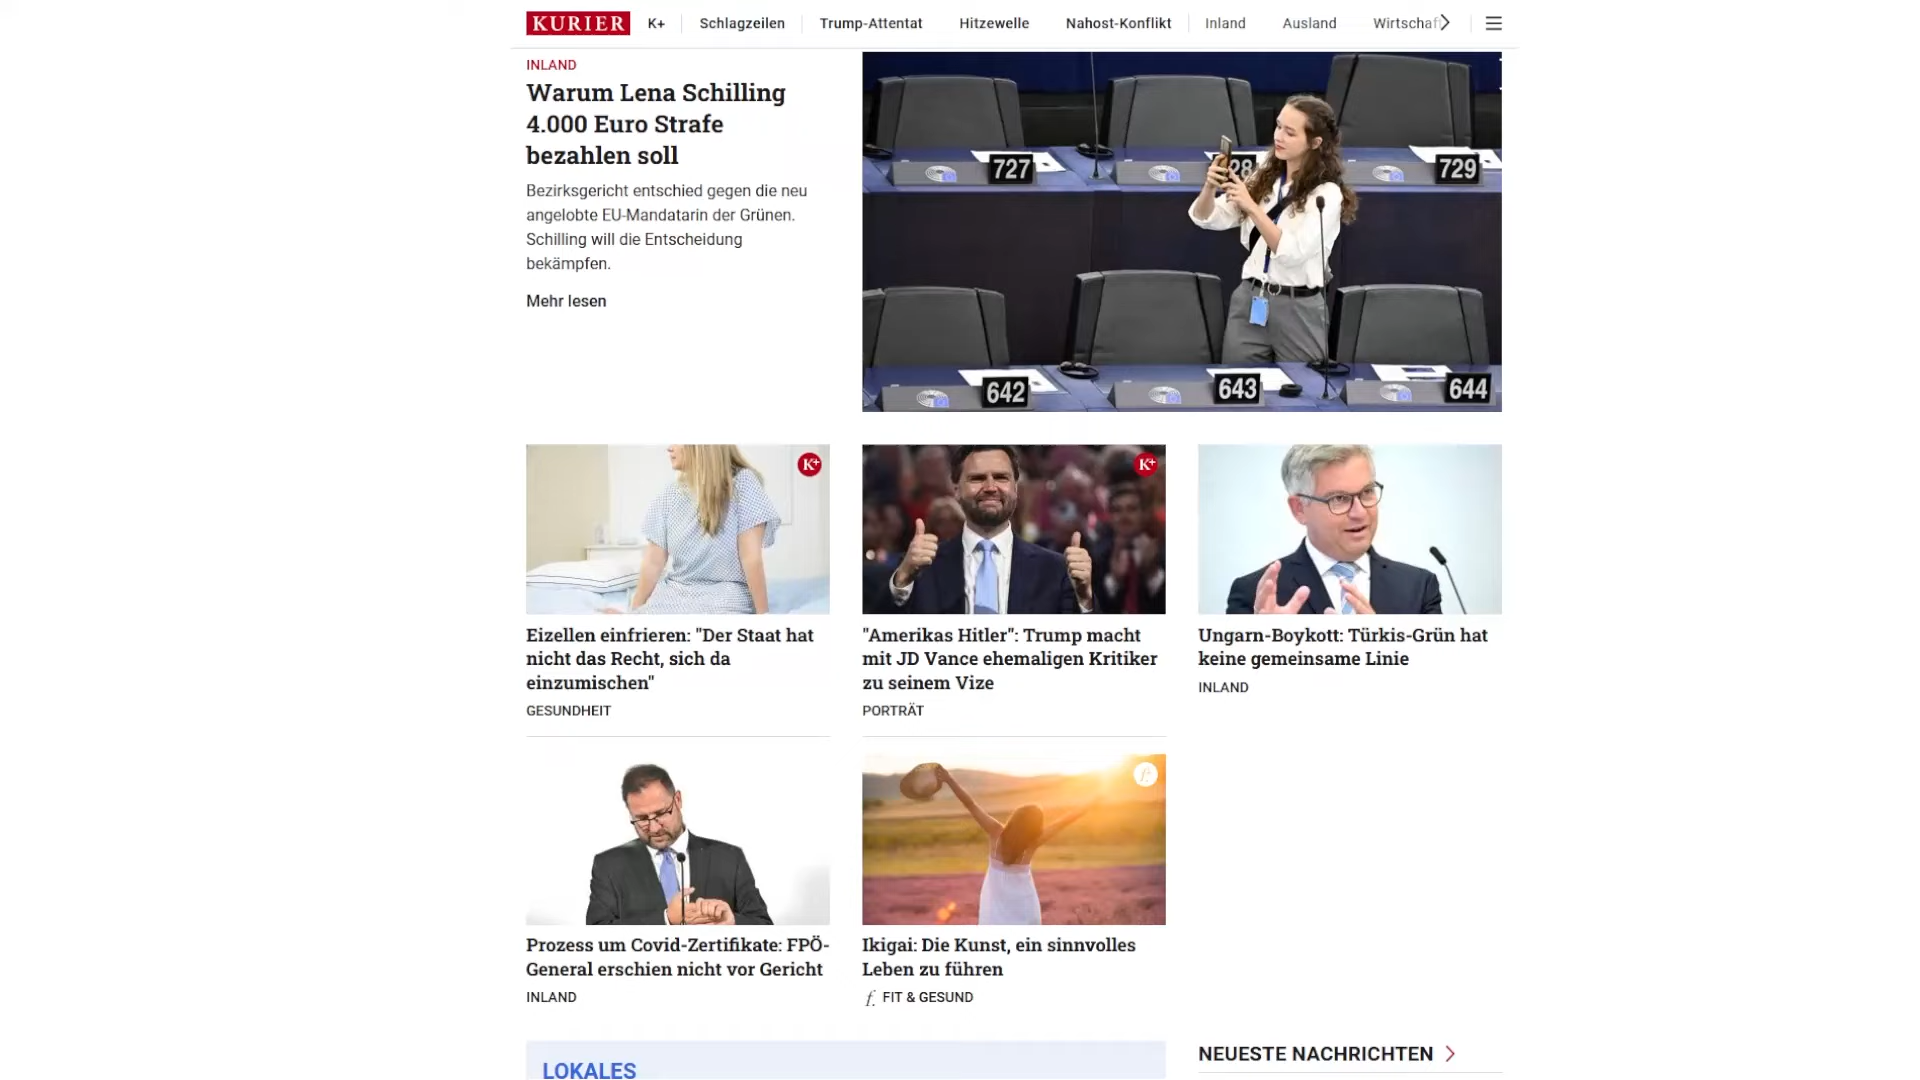 KURIER K+ Schlagzeilen Trump-Attentat Hitzewelle Nahost-Konflikt Inland Ausland
INLAND
Warum Lena Schilling
4.000 Euro Strafe
bezahlen soll
Bezirksgericht entschied gegen die neu
angelobte EU-Mandatarin der Grünen.
Schilling will die Entscheidung
bekämpfen.
Mehr lesen
727 28 729
642 643 644
K+
Eizellen einfrieren: "Der Staat hat
nicht das Recht, sich da
einzumischen"
GESUNDHEIT
K+
"Amerikas Hitler": Trump macht
mit JD Vance ehemaligen Kritiker
zu seinem Vize
PORTRÄT
Ungarn-Boykott: Türkis-Grün hat
keine gemeinsame Linie
INLAND
Prozess um Covid-Zertifikate: FPÖ-
General erschien nicht vor Gericht
INLAND
f.
Ikigai: Die Kunst, ein sinnvolles
Leben zu führen
f. FIT & GESUND
LOKALES
NEUESTE NACHRICHTEN